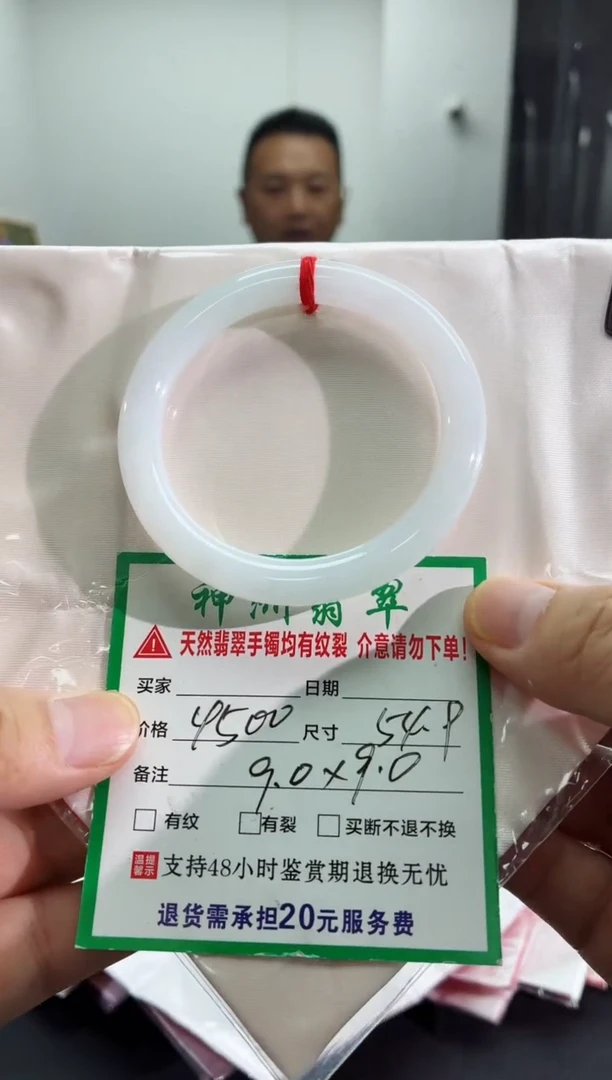 神州翡翠
天然翡翠手镯均有纹裂 介意请勿下单!
买家 日期
价格 4500 尺寸 54.9
备注 9.0×9.0
有纹 有裂 买断不退不换
温馨提示 支持48小时鉴赏期退换无忧
退货需承担20元服务费